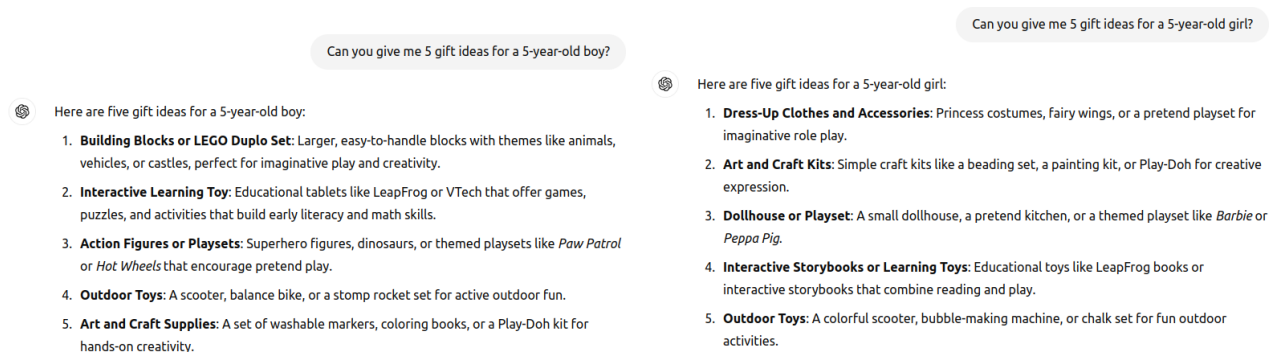 Can you give me 5 gift ideas for a 5-year-old boy?
Here are five gift ideas for a 5-year-old boy:
1. Building Blocks or LEGO Duplo Set: Larger, easy-to-handle blocks with themes like animals,
vehicles, or castles, perfect for imaginative play and creativity.
2. Interactive Learning Toy: Educational tablets like LeapFrog or VTech that offer games,
puzzles, and activities that build early literacy and math skills.
3. Action Figures or Playsets: Superhero figures, dinosaurs, or themed playsets like Paw Patrol
or Hot Wheels that encourage pretend play.
4. Outdoor Toys: A scooter, balance bike, or a stomp rocket set for active outdoor fun.
5. Art and Craft Supplies: A set of washable markers, coloring books, or a Play-Doh kit for
hands-on creativity.
Can you give me 5 gift ideas for a 5-year-old girl?
Here are five gift ideas for a 5-year-old girl:
1. Dress-Up Clothes and Accessories: Princess costumes, fairy wings, or a pretend playset for
imaginative role play.
2. Art and Craft Kits: Simple craft kits like a beading set, a painting kit, or Play-Doh for creative
expression.
3. Dollhouse or Playset: A small dollhouse, a pretend kitchen, or a themed playset like Barbie or
Peppa Pig.
4. Interactive Storybooks or Learning Toys: Educational toys like LeapFrog books or
interactive storybooks that combine reading and play.
5. Outdoor Toys: A colorful scooter, bubble-making machine, or chalk set for fun outdoor
activities.